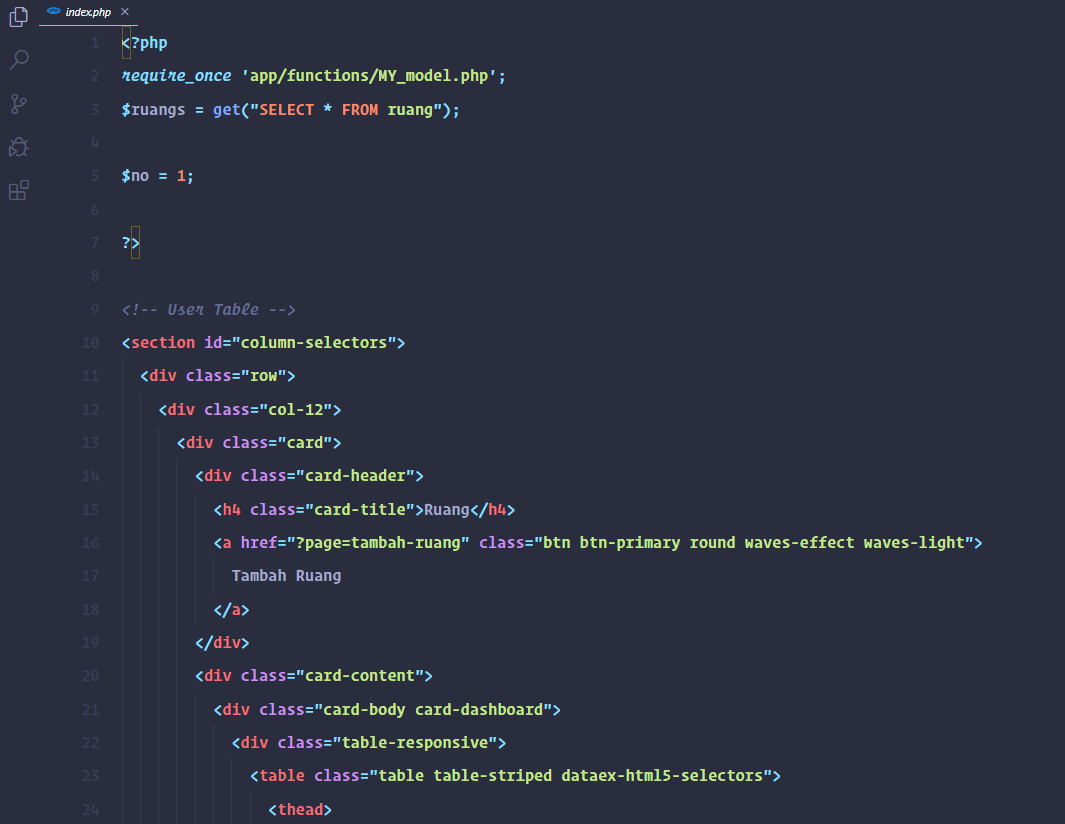 index.php ×
1 <?php
2 require_once 'app/functions/MY_model.php';
3 $ruangs = get("SELECT * FROM ruang");
4
5 $no = 1;
6
7 ?>
8
9 <!-- User Table -->
10 <section id="column-selectors">
11 <div class="row">
12 <div class="col-12">
13 <div class="card">
14 <div class="card-header">
15 <h4 class="card-title">Ruang</h4>
16 <a href="?page=tambah-ruang" class="btn btn-primary round waves-effect waves-light">
17 Tambah Ruang
18 </a>
19 </div>
20 <div class="card-content">
21 <div class="card-body card-dashboard">
22 <div class="table-responsive">
23 <table class="table table-striped dataex-html5-selectors">
24 <thead>